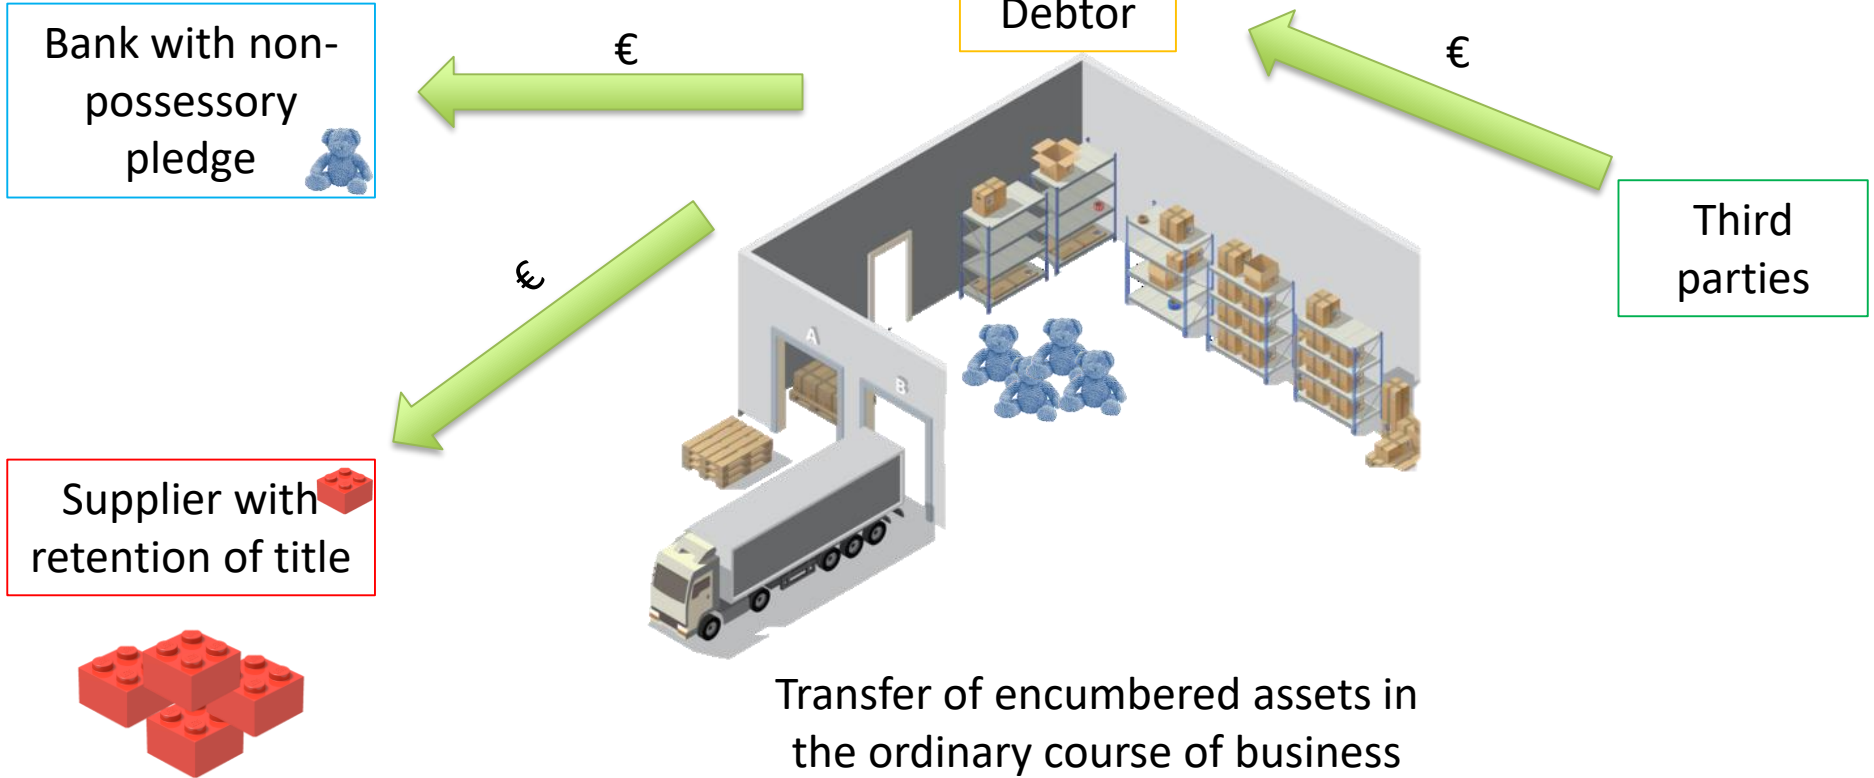 Debtor
Bank with non-
possessory
pledge
€
€
€
Third
parties
A
B
Supplier with
retention of title
Transfer of encumbered assets in
the ordinary course of business